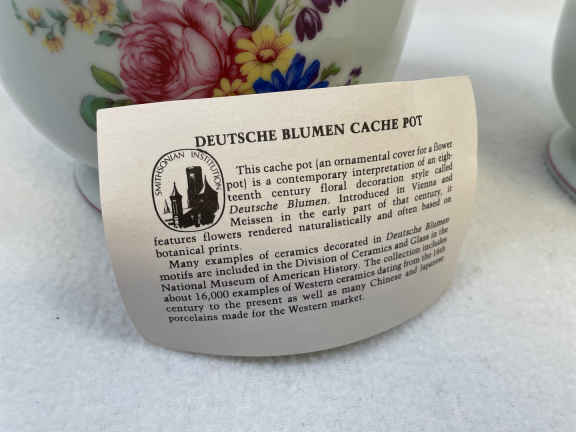 DEUTSCHE BLUMEN CACHE POT
SMITHSONIAN INSTITUTION
This cache pot (an ornamental cover for a flower
pot) is a contemporary interpretation of an eigh-
teenth century floral decoration style called
Deutsche Blumen. Introduced in Vienna and
Meissen in the early part of that century, it
features flowers rendered naturalistically and often based on
botanical prints.
Many examples of ceramics decorated in Deutsche Blumen
motifs are included in the Division of Ceramics and Glass in the
National Museum of American History. The collection includes
about 16,000 examples of Western ceramics dating from the 16th
century to the present as well as many Chinese and Japanese
porcelains made for the Western market.